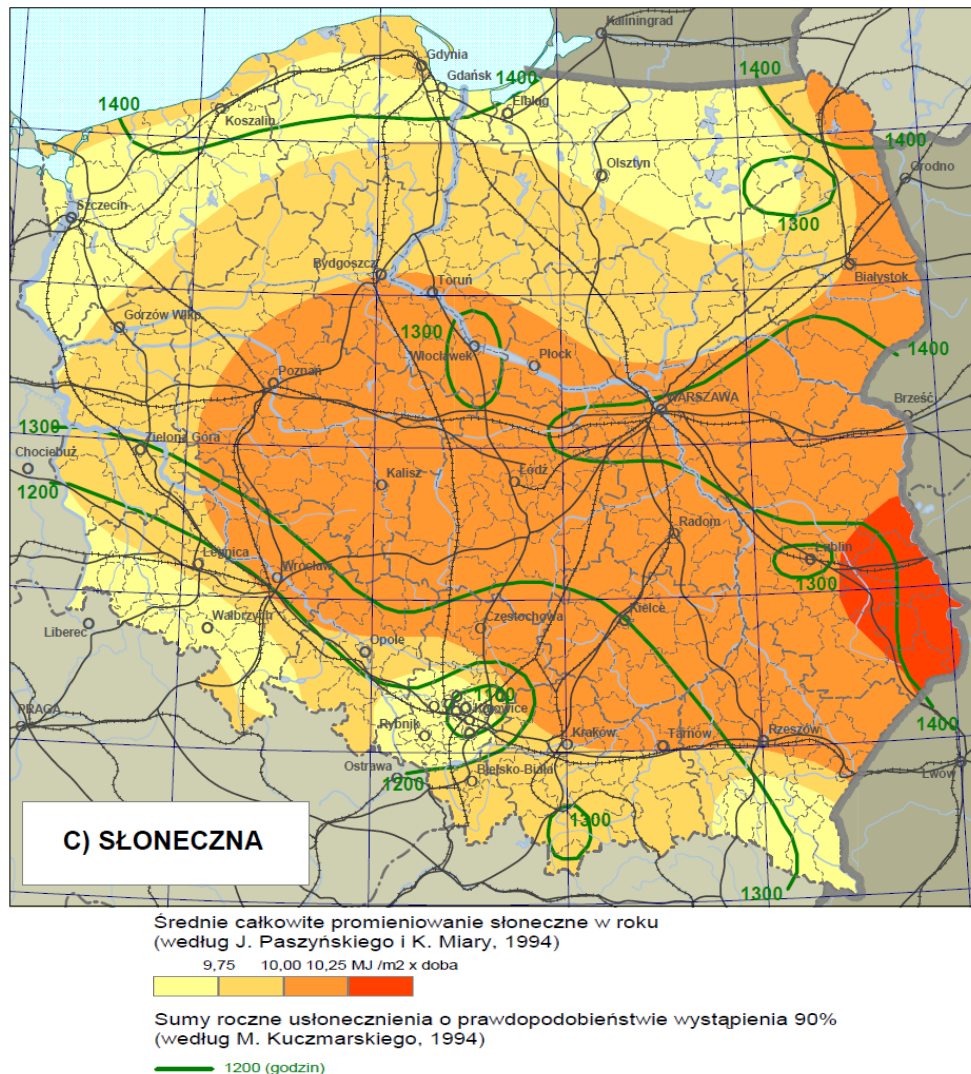 Kaliningrad
Gdynia
Gdańsk
1400
1400
1400
Elbląg
Koszalin
1400
Olsztyn
Grodno
Szczecin
1300
Bydgoszcz
Toruń
Białystok
Gorzów Wlkp.
1300
Włocławek
Płock
1400
Poznań
WARSZAWA
Brześć
1300
Zielona Góra
Chociebuż
Kalisz
Łódź
1200
Radom
Legnica
Wrocław
Lublin
1300
Liberec
Wałbrzych
Częstochowa
Kielce
Opole
1100
Katowice
PRAGA
Rybnik
Kraków
Tarnów
Rzeszów
1400
Ostrawa
1200
Bielsko-Biała
Lwów
1300
C) SŁONECZNA
1300
Średnie całkowite promieniowanie słoneczne w roku
(według J. Paszyńskiego i K. Miary, 1994)
9,75 10,00 10,25 MJ /m2 x doba
Sumy roczne usłonecznienia o prawdopodobieństwie wystąpienia 90%
(według M. Kuczmarskiego, 1994)
1200 (godzin)